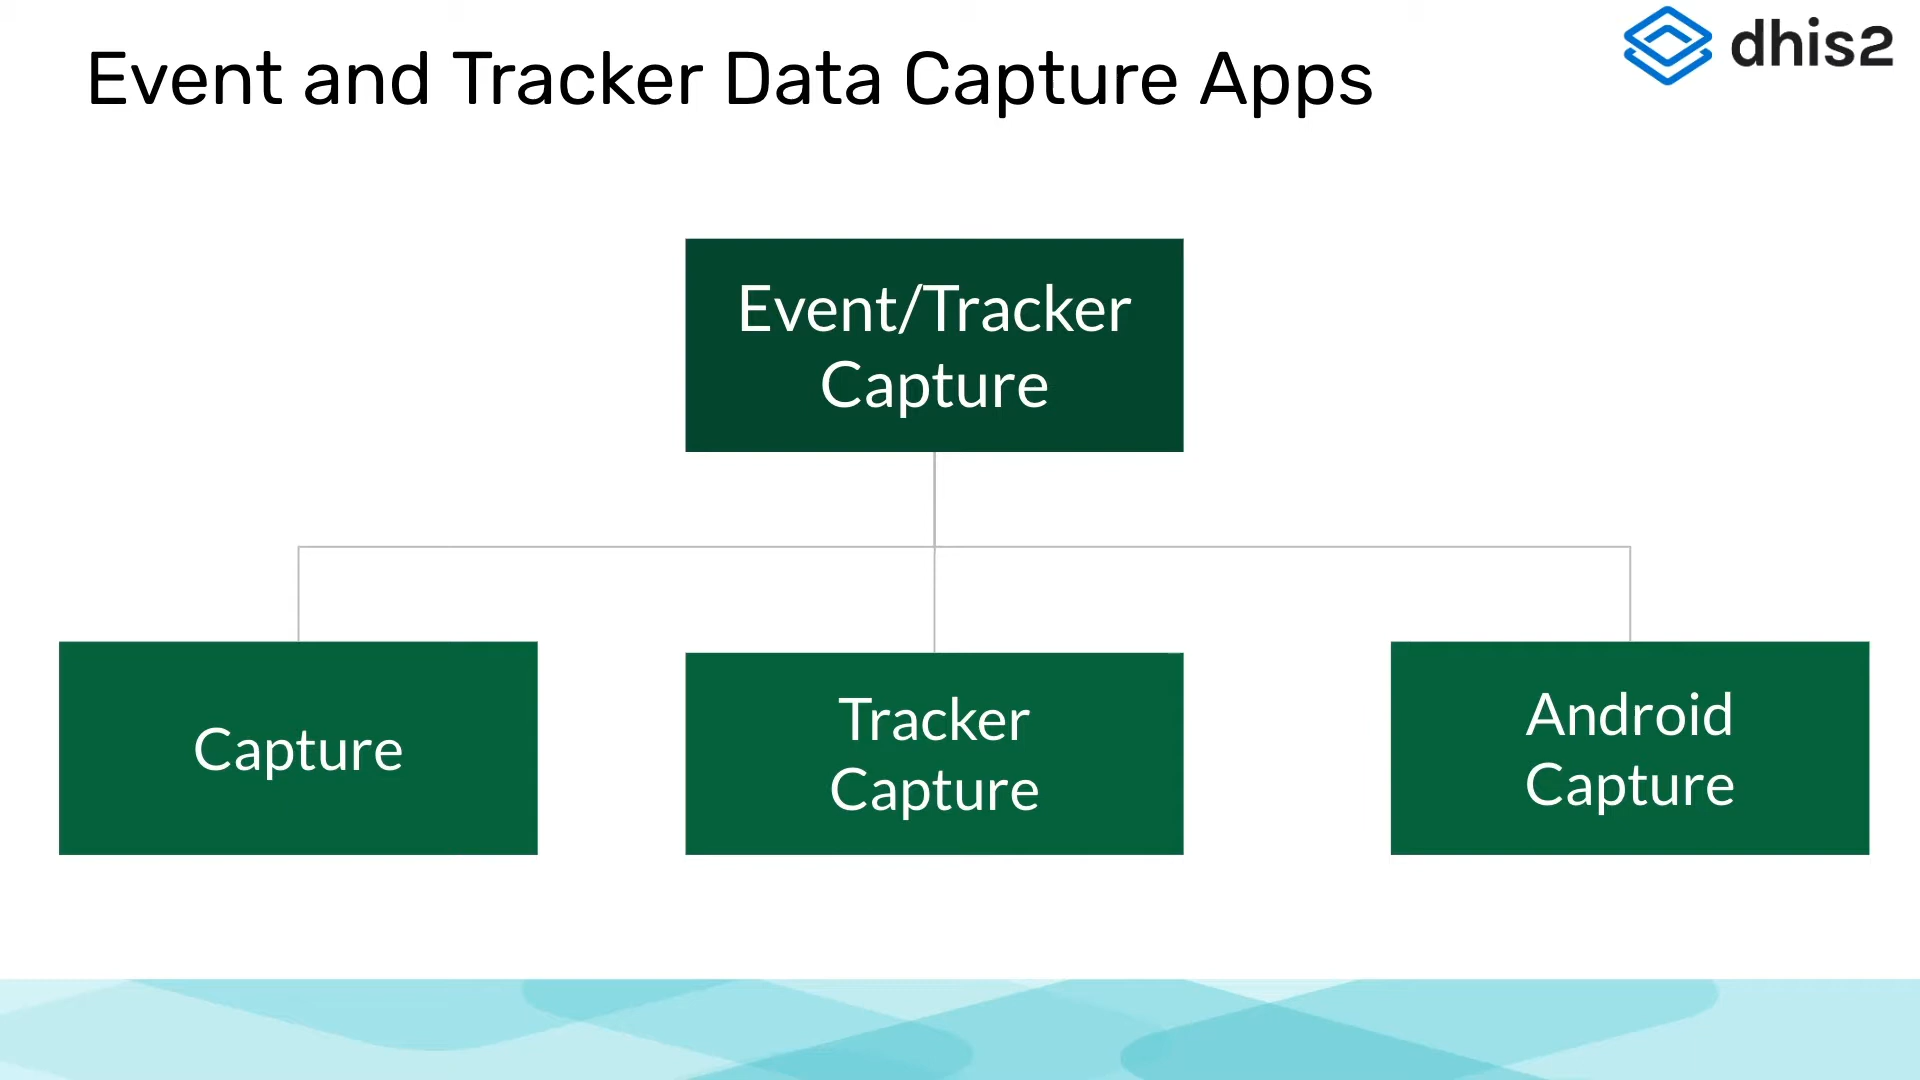 Event and Tracker Data Capture Apps
dhis2
Event/Tracker
Capture
Capture
Tracker
Capture
Android
Capture